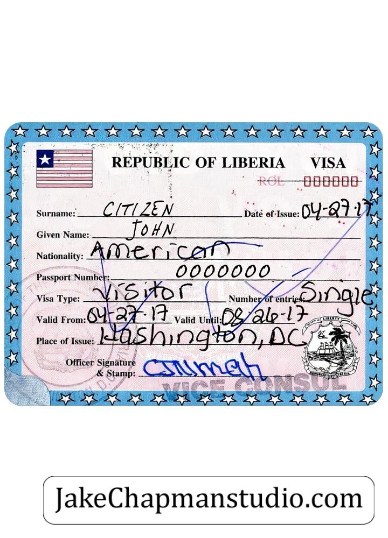 REPUBLIC OF LIBERIA VISA
ROL 000000
Surname: CITIZEN Date of Issue: 04-27-17
Given Name: JOHN
Nationality: American
Passport Number: 0000000
Visa Type: Visitor Number of entries: Single
Valid From: 04-27-17 Valid Until: 08-26-17
Place of Issue: Washington, DC
Officer Signature
& Stamp:
VICE CONSUL
JakeChapmanstudio.com